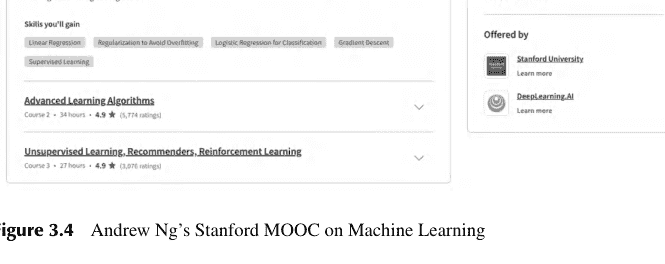 Skills you'll gain
Linear Regression
Regularization to Avoid Overfitting
Logistic Regression for Classification
Gradient Descent
Supervised Learning
Advanced Learning Algorithms
Course 2 • 34 hours • 4.9 ★ (5,774 ratings)
Unsupervised Learning, Recommenders, Reinforcement Learning
Course 3 • 27 hours • 4.9 ★ ratings)
Offered by
Stanford University
Learn more
DeepLearning.AI
Learn more
igure 3.4 Andrew Ng’s Stanford MOOC on Machine Learning